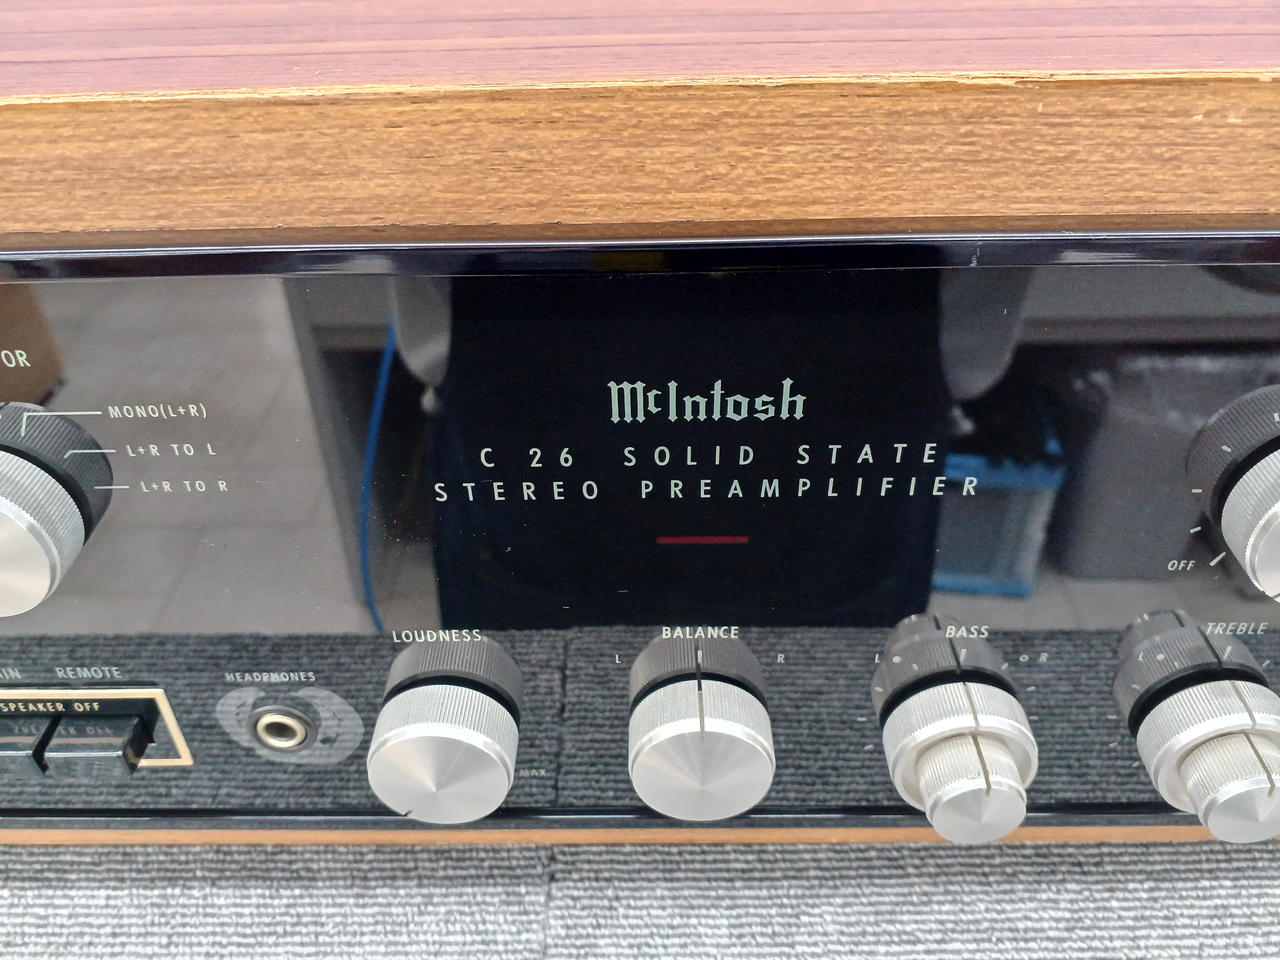 OR
MONO(L+R)
L+R TO L
L+R TO R
McIntosh
C 26 SOLID STATE
STEREO PREAMPLIFIER
OFF
LOUDNESS
BALANCE
BASS
TREBLE
L R
L R
L
IN REMOTE
HEADPHONES
SPEAKER OFF
MAX